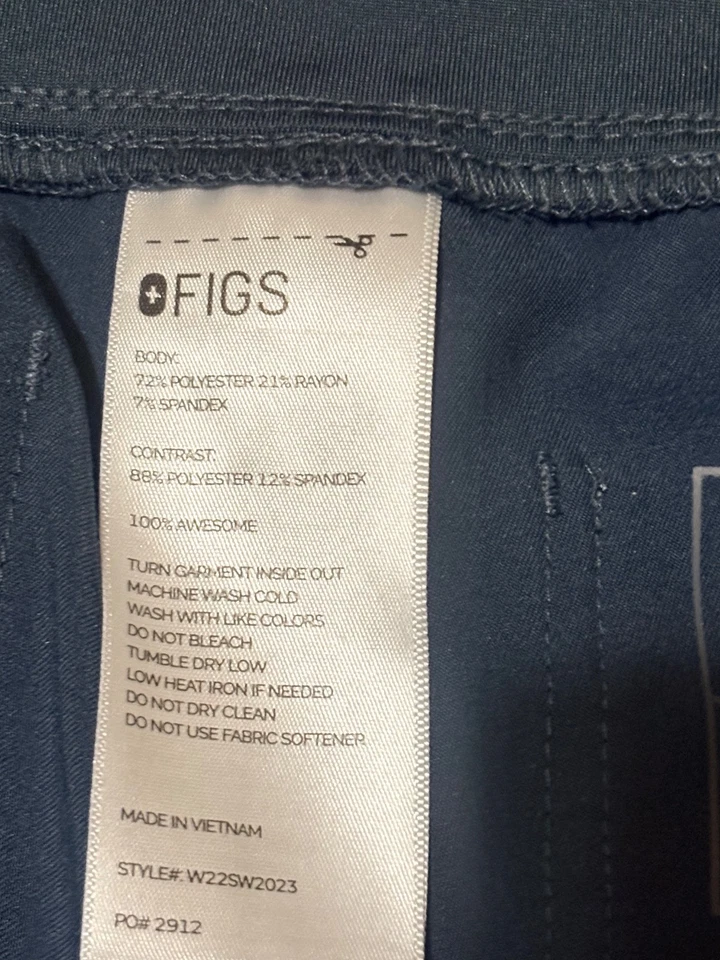 FIGS
BODY:
72% POLYESTER 21% RAYON
7% SPANDEX
CONTRAST:
88% POLYESTER 12% SPANDEX
100% AWESOME
TURN GARMENT INSIDE OUT
MACHINE WASH COLD
WASH WITH LIKE COLORS
DO NOT BLEACH
TUMBLE DRY LOW
LOW HEAT IRON IF NEEDED
DO NOT DRY CLEAN
DO NOT USE FABRIC SOFTENER
MADE IN VIETNAM
STYLE#: W22SW2023
PO# 2912